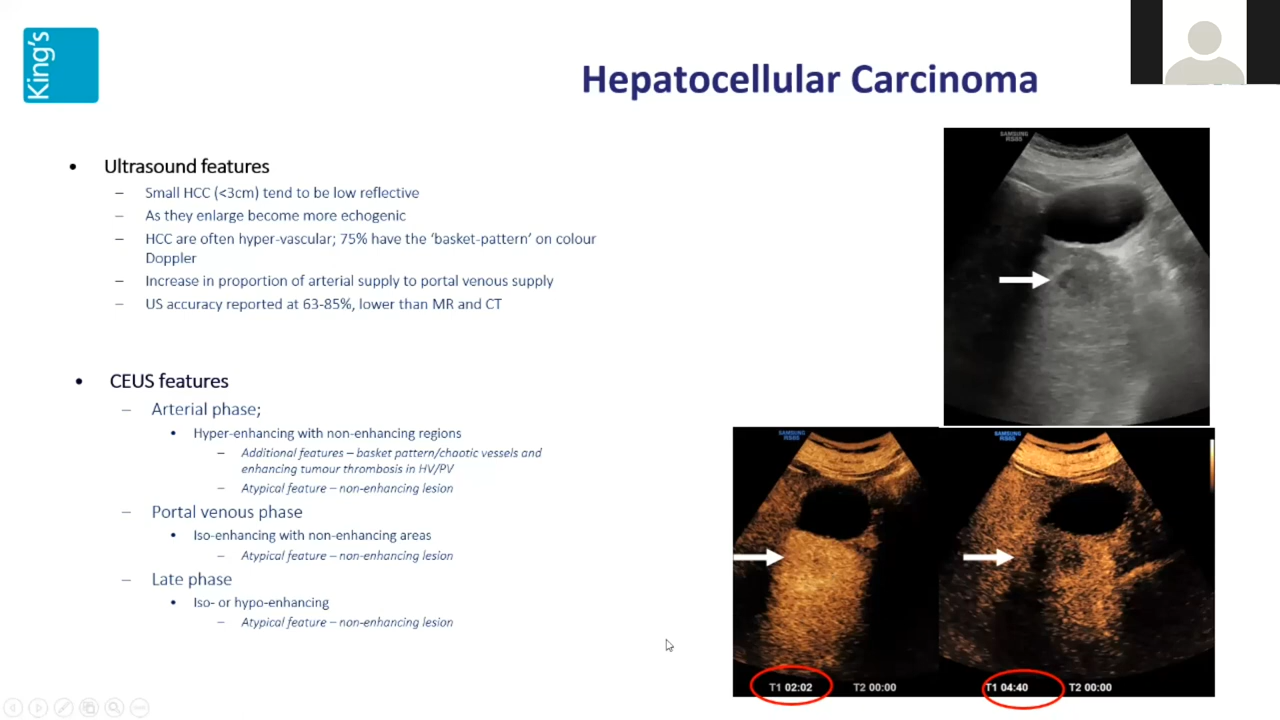 King's
Hepatocellular Carcinoma
• Ultrasound features
– Small HCC (<3cm) tend to be low reflective
– As they enlarge become more echogenic
– HCC are often hyper-vascular; 75% have the ‘basket-pattern’ on colour
Doppler
– Increase in proportion of arterial supply to portal venous supply
– US accuracy reported at 63-85%, lower than MR and CT
• CEUS features
– Arterial phase;
• Hyper-enhancing with non-enhancing regions
– Additional features – basket pattern/chaotic vessels and
enhancing tumour thrombosis in HV/PV
– Atypical feature – non-enhancing lesion
– Portal venous phase
• Iso-enhancing with non-enhancing areas
– Atypical feature – non-enhancing lesion
– Late phase
• Iso- or hypo-enhancing
– Atypical feature – non-enhancing lesion
SAMSUNG
RS85
SAMSUNG
RS85
SAMSUNG
RS85
T1 02:02 T2 00:00
T1 04:40 T2 00:00